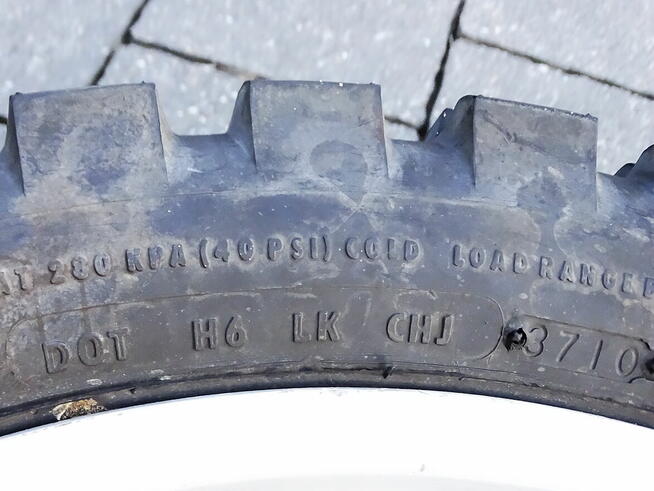 AT 280 KPA (40 PSI) COLD LOAD RANGE
DOT H6 LK CHJ 3710